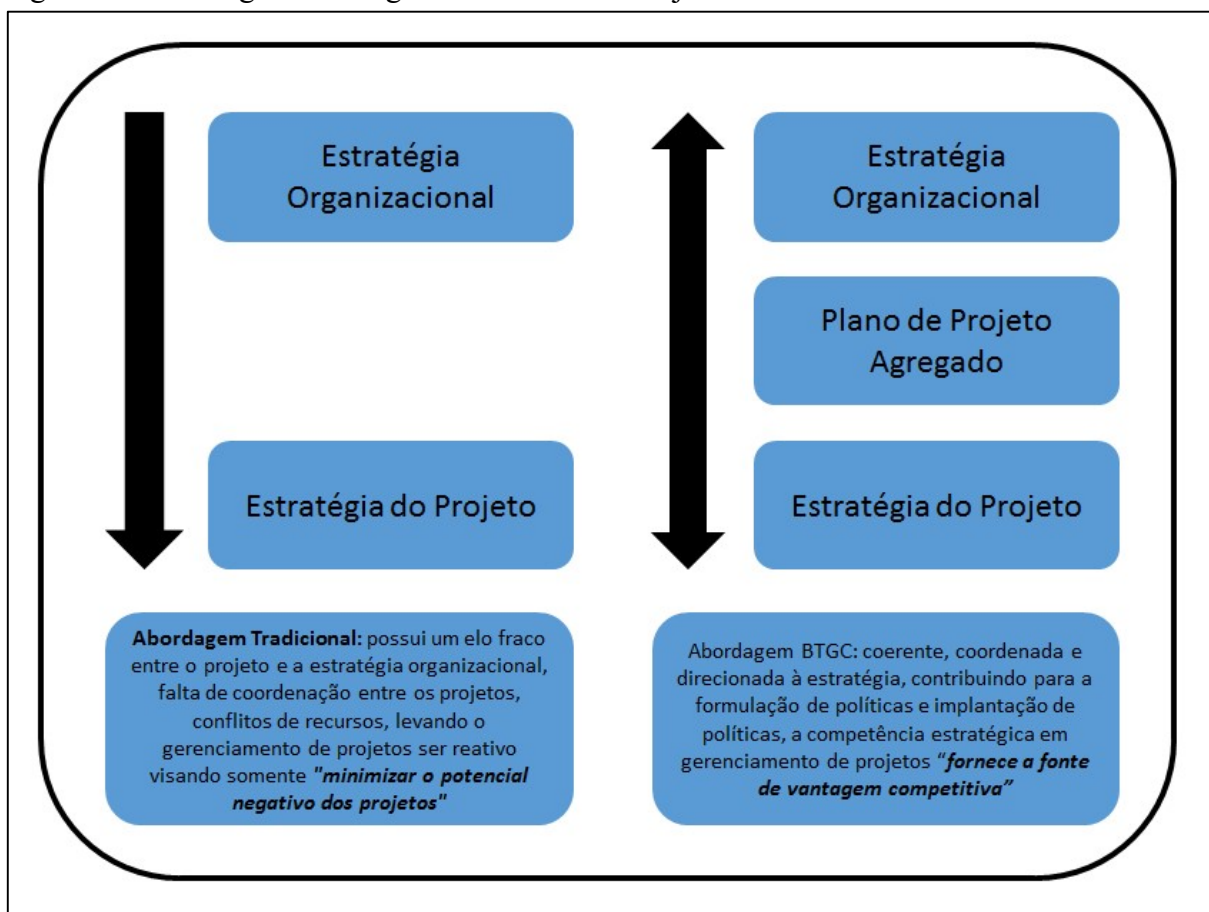 Estratégia
Organizacional
Estratégia do Projeto
Abordagem Tradicional: possui um elo fraco
entre o projeto e a estratégia organizacional,
falta de coordenação entre os projetos,
conflitos de recursos, levando o
gerenciamento de projetos ser reativo
visando somente "minimizar o potencial
negativo dos projetos"
Estratégia
Organizacional
Plano de Projeto
Agregado
Estratégia do Projeto
Abordagem BTGC: coerente, coordenada e
direcionada à estratégia, contribuindo para a
formulação de políticas e implantação de
políticas, a competência estratégica em
gerenciamento de projetos “fornece a fonte
de vantagem competitiva”